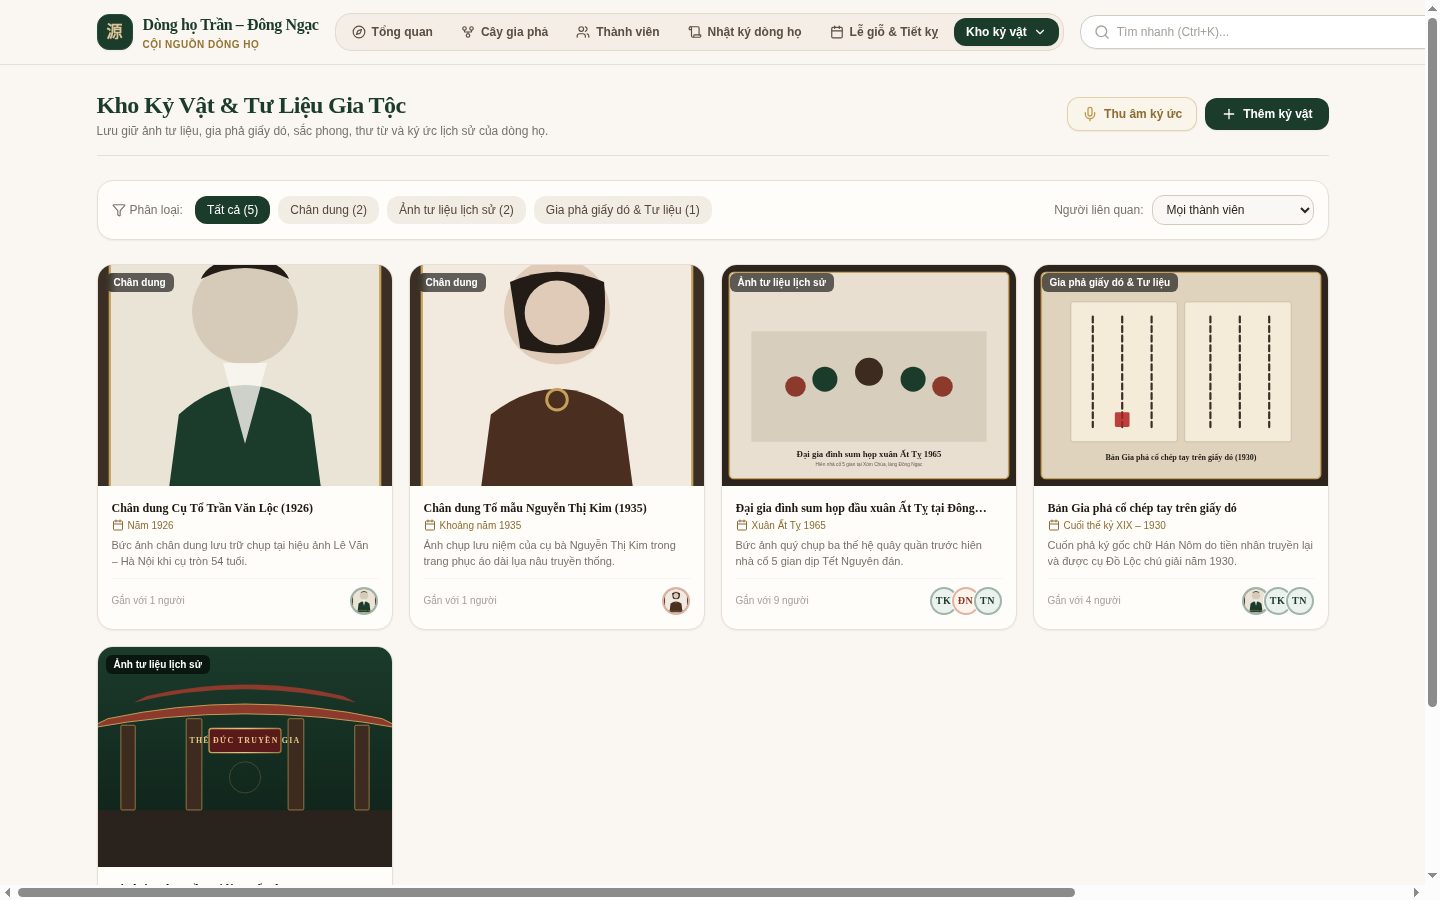 源
Dòng họ Trần – Đông Ngạc
CỘI NGUỒN DÒNG HỌ
Tổng quan
Cây gia phả
Thành viên
Nhật ký dòng họ
Lễ giỗ & Tiết kỵ
Kho kỷ vật
Tìm nhanh (Ctrl+K)...
Kho Kỷ Vật & Tư Liệu Gia Tộc
Lưu giữ ảnh tư liệu, gia phả giấy dó, sắc phong, thư từ và ký ức lịch sử của dòng họ.
Thu âm ký ức
Thêm kỷ vật
Phân loại:
Tất cả (5)
Chân dung (2)
Ảnh tư liệu lịch sử (2)
Gia phả giấy dó & Tư liệu (1)
Người liên quan:
Mọi thành viên
Chân dung
Chân dung Cụ Tổ Trần Văn Lộc (1926)
Năm 1926
Bức ảnh chân dung lưu trữ chụp tại hiệu ảnh Lê Văn
– Hà Nội khi cụ tròn 54 tuổi.
Gắn với 1 người
Chân dung
Chân dung Tổ mẫu Nguyễn Thị Kim (1935)
Khoảng năm 1935
Ảnh chụp lưu niệm của cụ bà Nguyễn Thị Kim trong
trang phục áo dài lụa nâu truyền thống.
Gắn với 1 người
Ảnh tư liệu lịch sử
Đại gia đình sum họp xuân Ất Tỵ 1965
Hiên nhà cổ 5 gian tại Xóm Chùa, làng Đông Ngạc
Đại gia đình sum họp đầu xuân Ất Tỵ tại Đông...
Xuân Ất Tỵ 1965
Bức ảnh quý chụp ba thế hệ quây quần trước hiên
nhà cổ 5 gian dịp Tết Nguyên đán.
Gắn với 9 người
TK
ĐN
TN
Gia phả giấy dó & Tư liệu
Bản Gia phả cổ chép tay trên giấy dó (1930)
Bản Gia phả cổ chép tay trên giấy dó
Cuối thế kỷ XIX – 1930
Cuốn phả ký gốc chữ Hán Nôm do tiền nhân truyền lại
và được cụ Đồ Lộc chú giải năm 1930.
Gắn với 4 người
TK
TN
Ảnh tư liệu lịch sử
THẾ ĐỨC TRUYỀN GIA